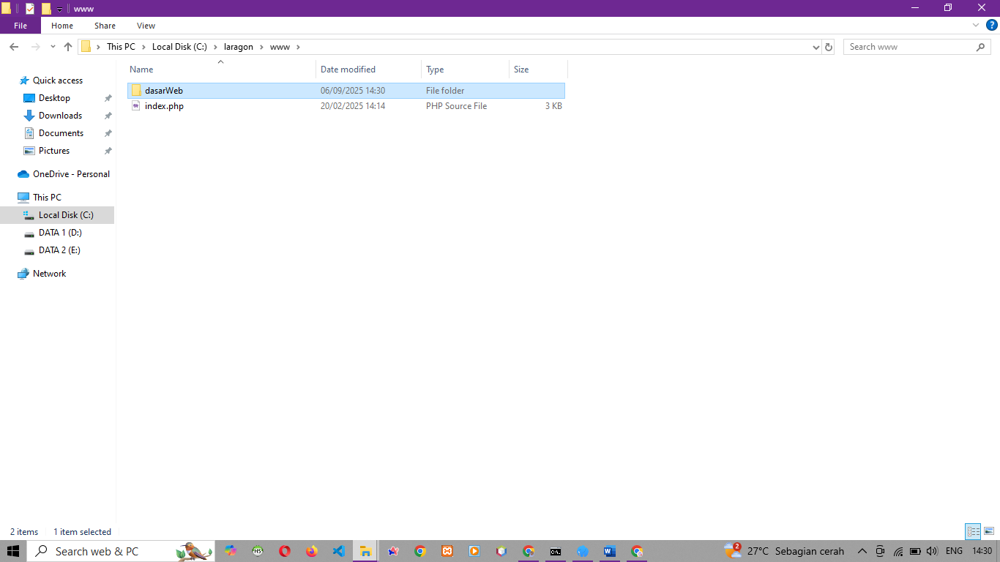 www
File Home Share View
This PC Local Disk (C:) laragon www
Search www
Name Date modified Type Size
dasarWeb 06/09/2025 14:30 File folder
index.php 20/02/2025 14:14 PHP Source File 3 KB
Quick access
Desktop
Downloads
Documents
Pictures
OneDrive - Personal
This PC
Local Disk (C:)
DATA 1 (D:)
DATA 2 (E:)
Network
2 items 1 item selected
Search web & PC
HS
C:\
W
2
27°C Sebagian cerah
ENG
14:30